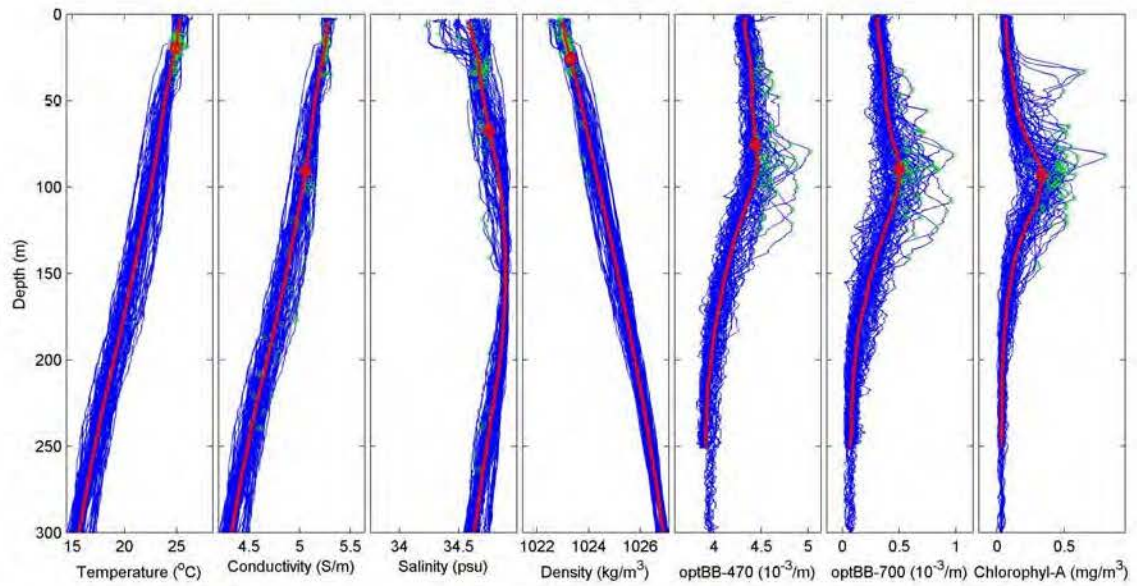 0
50
100
150
200
250
300
Depth (m)
15 20 25
4.5 5 5.5
34 34.5
1022 1024 1026
4 4.5 5
0 0.5 1
0 0.5
Temperature (°C)
Conductivity (S/m)
Salinity (psu)
Density (kg/m³)
optBB-470 (10⁻³/m)
optBB-700 (10⁻³/m)
Chlorophyl-A (mg/m³)